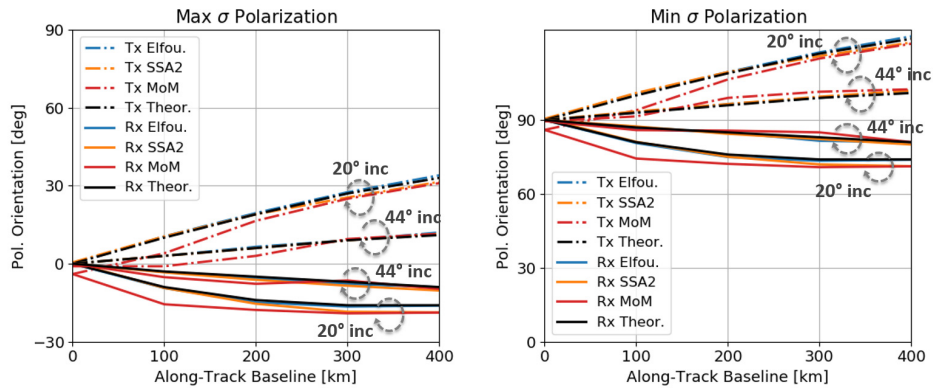 Max σ Polarization
Pol. Orientation [deg]
90
60
30
0
−30
Tx Elfou.
Tx SSA2
Tx MoM
Tx Theor.
Rx Elfou.
Rx SSA2
Rx MoM
Rx Theor.
20° inc
44° inc
44° inc
20° inc
0 100 200 300 400
Along-Track Baseline [km]
Min σ Polarization
Pol. Orientation [deg]
90
60
30
0
20° inc
44° inc
44° inc
20° inc
Tx Elfou.
Tx SSA2
Tx MoM
Tx Theor.
Rx Elfou.
Rx SSA2
Rx MoM
Rx Theor.
0 100 200 300 400
Along-Track Baseline [km]